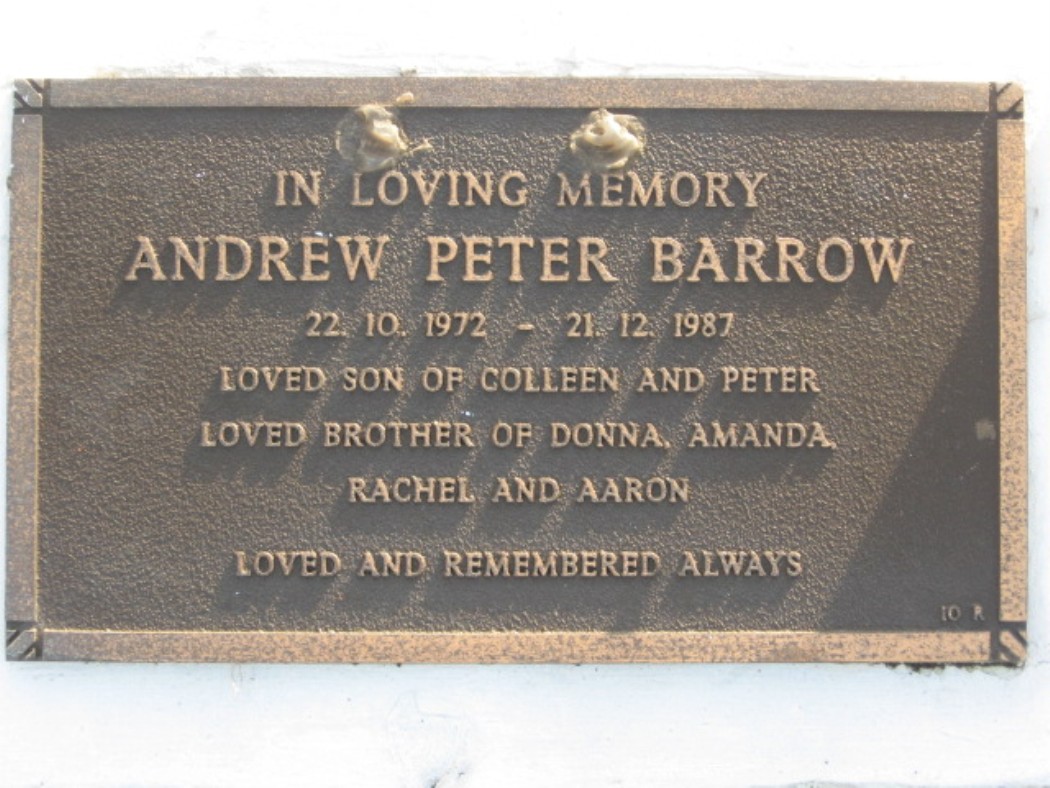 IN LOVING MEMORY
ANDREW PETER BARROW
22. 10. 1972 - 21. 12. 1987
LOVED SON OF COLLEEN AND PETER
LOVED BROTHER OF DONNA, AMANDA,
RACHEL AND AARON
LOVED AND REMEMBERED ALWAYS
10 R